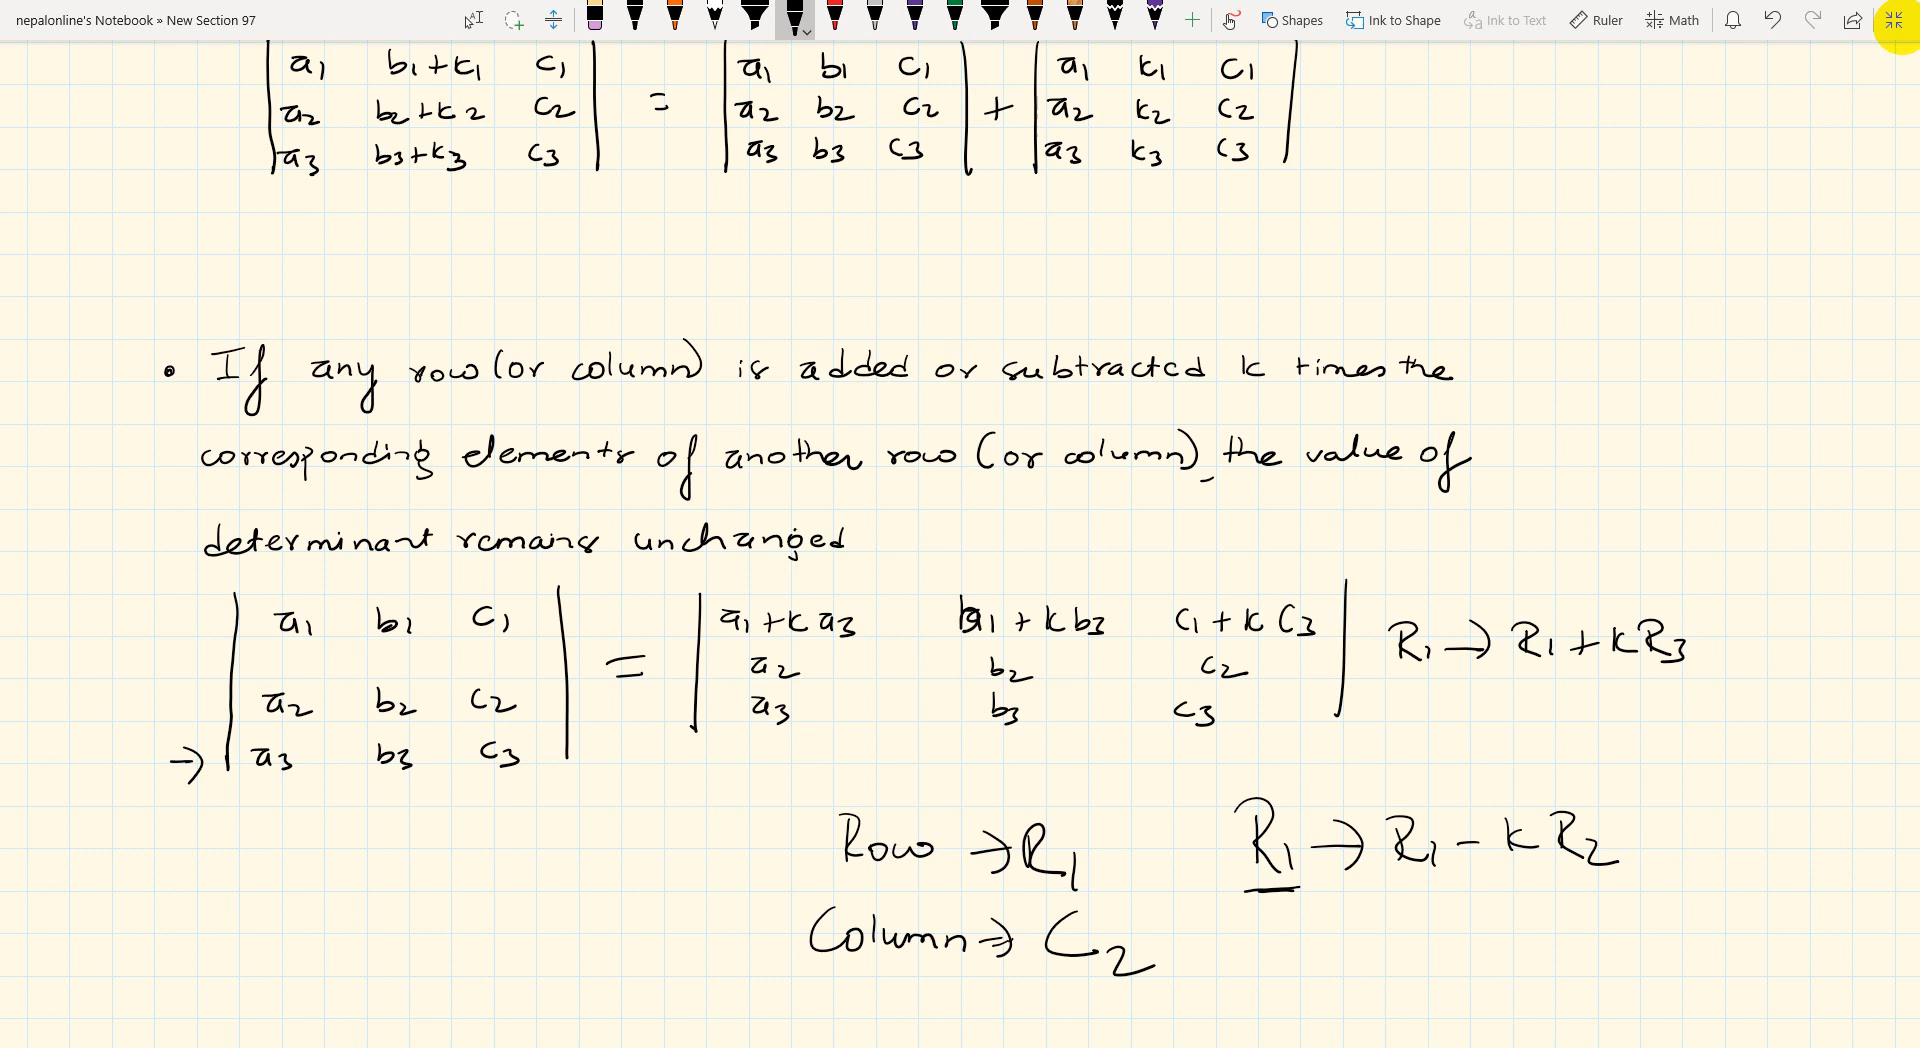 nepalonline's Notebook » New Section 97
Shapes Ink to Shape Ink to Text Ruler Math
| a1 b1+k1 c1 | = | a1 b1 c1 | + | a1 k1 c1 |
| a2 b2+k2 c2 | | a2 b2 c2 | | a2 k2 c2 |
| a3 b3+k3 c3 | | a3 b3 c3 | | a3 k3 c3 |
• If any row (or column) is added or subtracted k times the
corresponding elements of another row (or column), the value of
determinant remains unchanged
| a1 b1 c1 | = | a1+ka3 b1+kb3 c1+kc3 | R1→R1+kR3
| a2 b2 c2 | | a2 b2 c2 |
→ | a3 b3 c3 | | a3 b3 c3 |
Row → R1 R1 → R1 - kR2
Column → C2